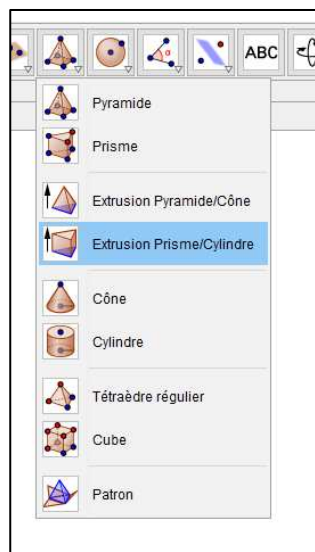 ABC
Pyramide
Prisme
Extrusion Pyramide/Cône
Extrusion Prisme/Cylindre
Cône
Cylindre
Tétraèdre régulier
Cube
Patron